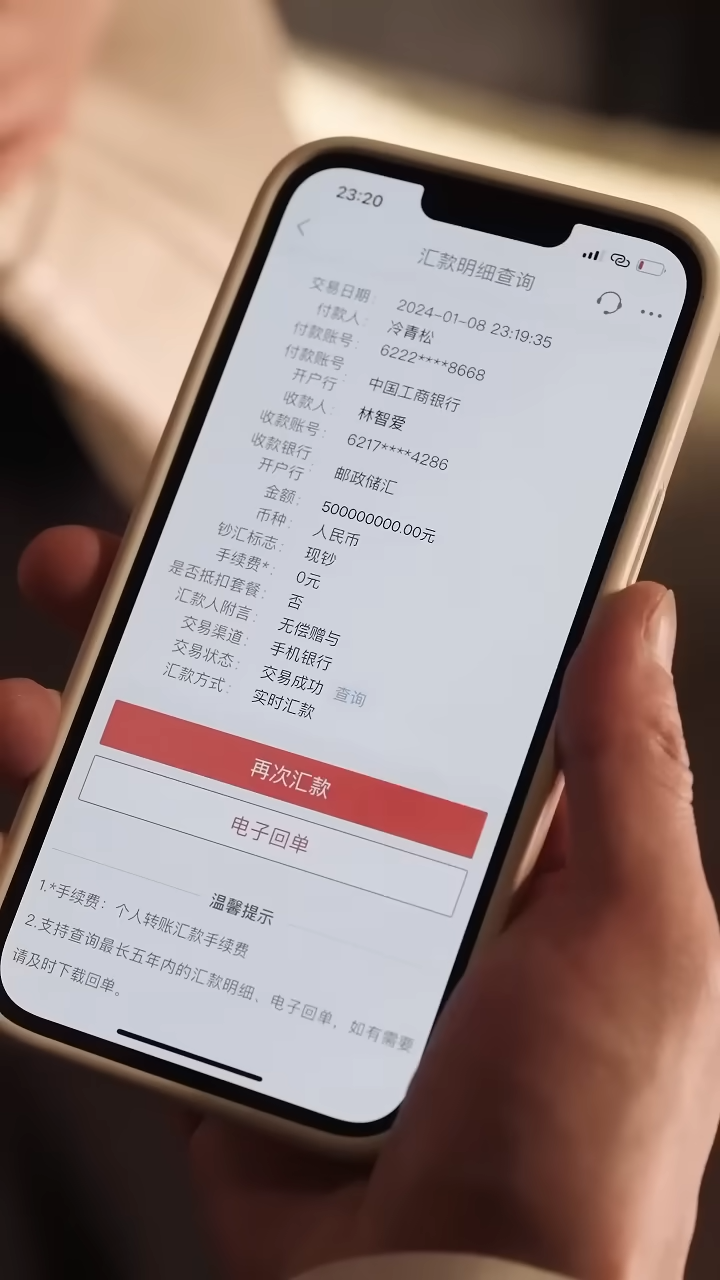 23:20
汇款明细查询
交易日期: 2024-01-08 23:19:35
付款人: 冷青松
付款账号: 6222****8668
付款账号
开户行: 中国工商银行
收款人: 林智爱
收款账号: 6217****4286
收款银行
开户行: 邮政储汇
金额: 500000000.00元
币种: 人民币
钞汇标志: 现钞
手续费*: 0元
是否抵扣套餐: 否
汇款人附言: 无偿赠与
交易渠道: 手机银行
交易状态: 交易成功 查询
汇款方式: 实时汇款
再次汇款
电子回单
温馨提示
1.*手续费：个人转账汇款手续费
2.支持查询最长五年内的汇款明细、电子回单，如有需要
请及时下载回单。